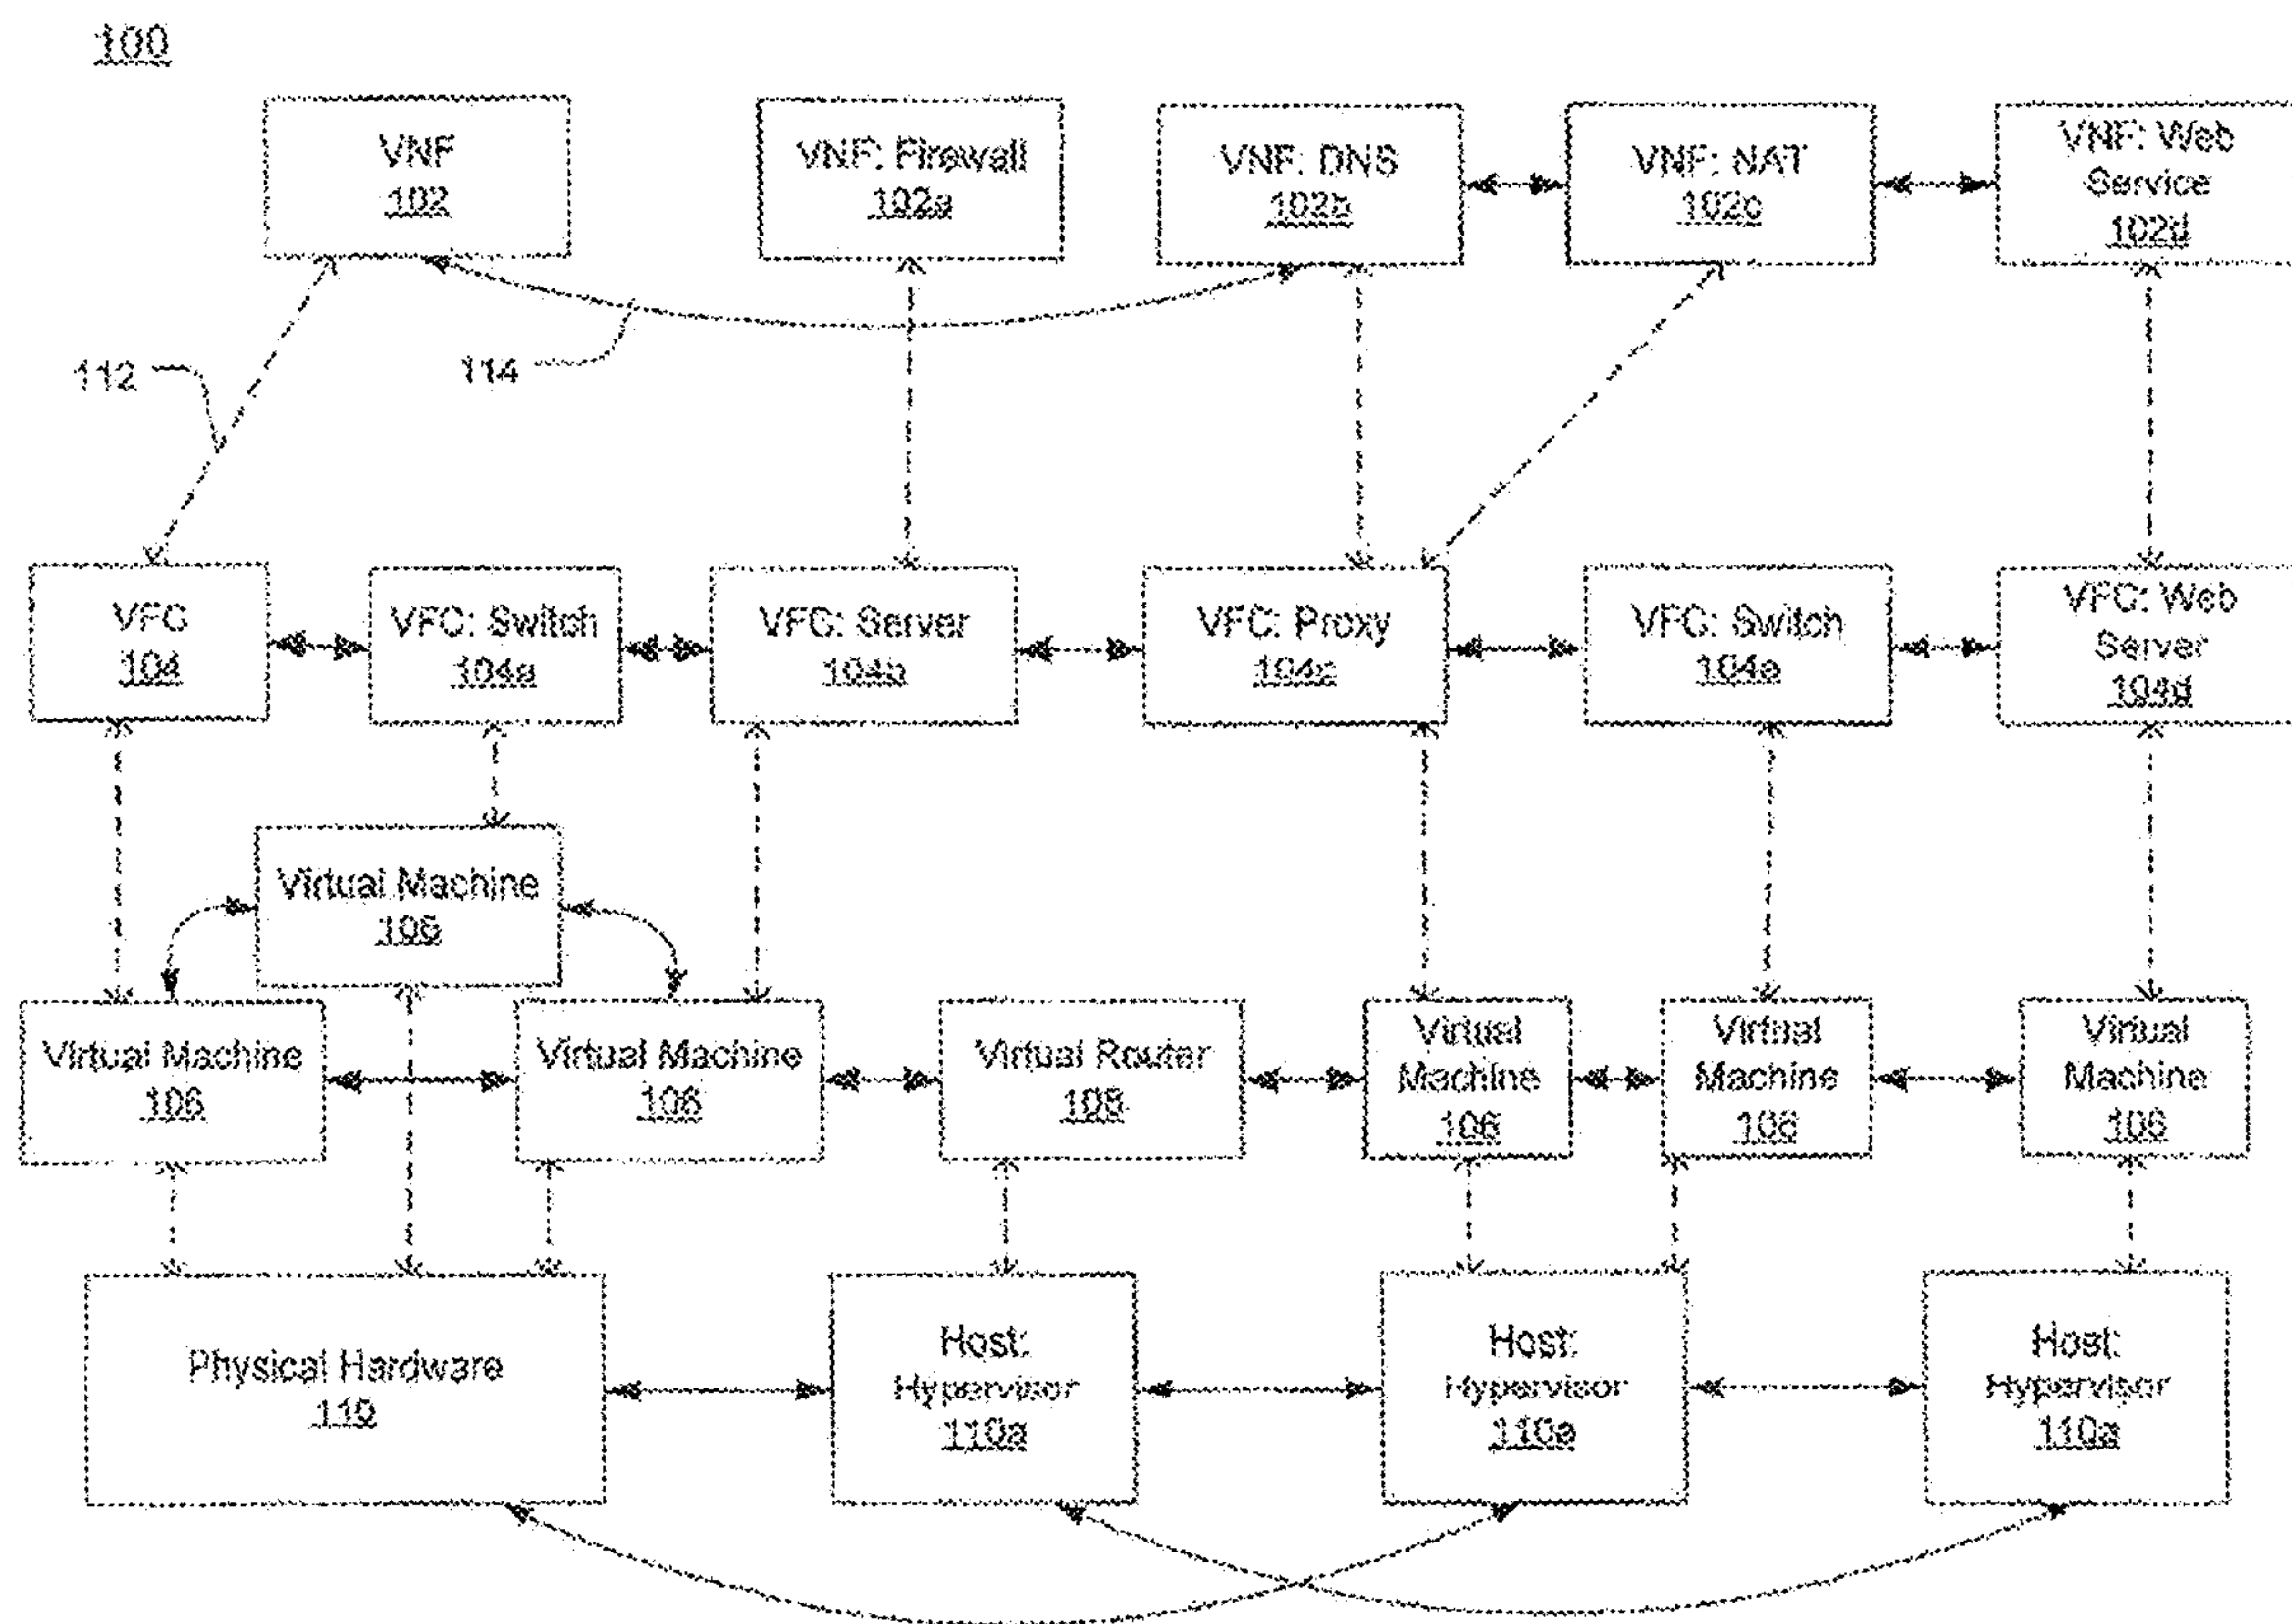 100
VNF
102
VNF: Firewall
102a
VNF: DNS
102b
VNF: NAT
102c
VNF: Web
Service
102d
112
114
VFC
104
VFC: Switch
104a
VFC: Server
104b
VFC: Proxy
104c
VFC: Switch
104e
VFC: Web
Server
104d
Virtual Machine
106
Virtual Machine
106
Virtual Machine
106
Virtual Router
108
Virtual
Machine
106
Virtual
Machine
106
Virtual
Machine
106
Physical Hardware
110
Host:
Hypervisor
110a
Host:
Hypervisor
110a
Host:
Hypervisor
110a